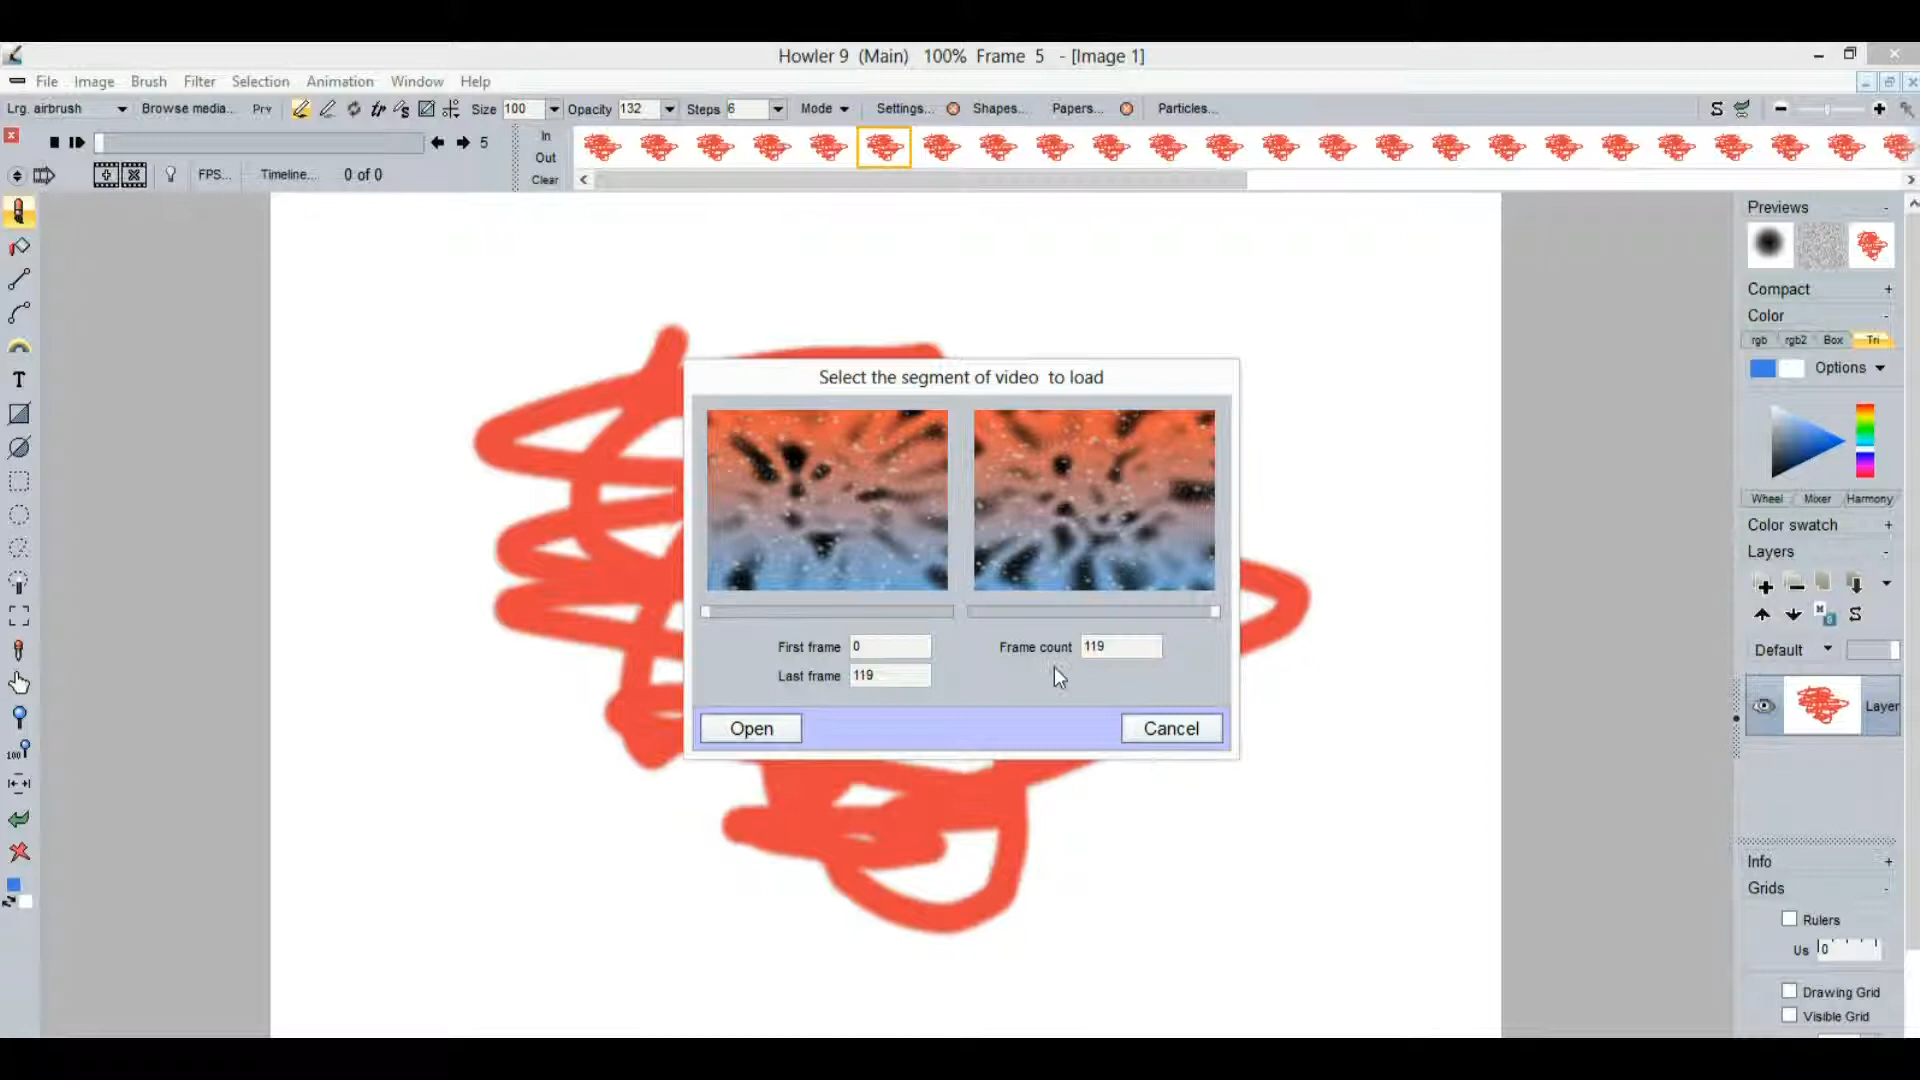 Howler 9 (Main) 100% Frame 5 - [Image 1]
File Image Brush Filter Selection Animation Window Help
Lrg. airbrush Browse media... Prv Size 100 Opacity 132 Steps 6 Mode Settings... Shapes... Papers... Particles...
5
In
Out
Clear
FPS... Timeline... 0 of 0
T
100
Previews -
Compact +
Color -
rgb rgb2 Box Tri
Options
Wheel Mixer Harmony
Color swatch +
Layers -
Default
Layer
Info +
Grids -
Rulers
Us 0
Drawing Grid
Visible Grid
Select the segment of video to load
First frame 0
Frame count 119
Last frame 119
Open Cancel